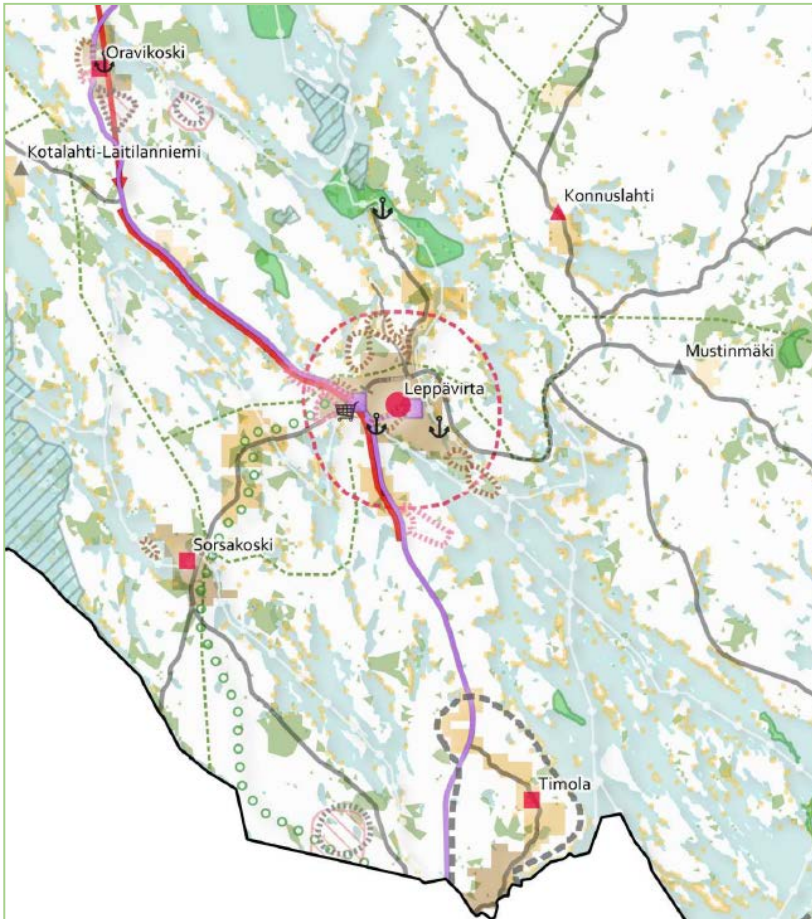 Oravikoski
Kotalahti-Laitilanniemi
Konnuslahti
Mustinmäki
Leppävirta
Sorsakoski
Timola